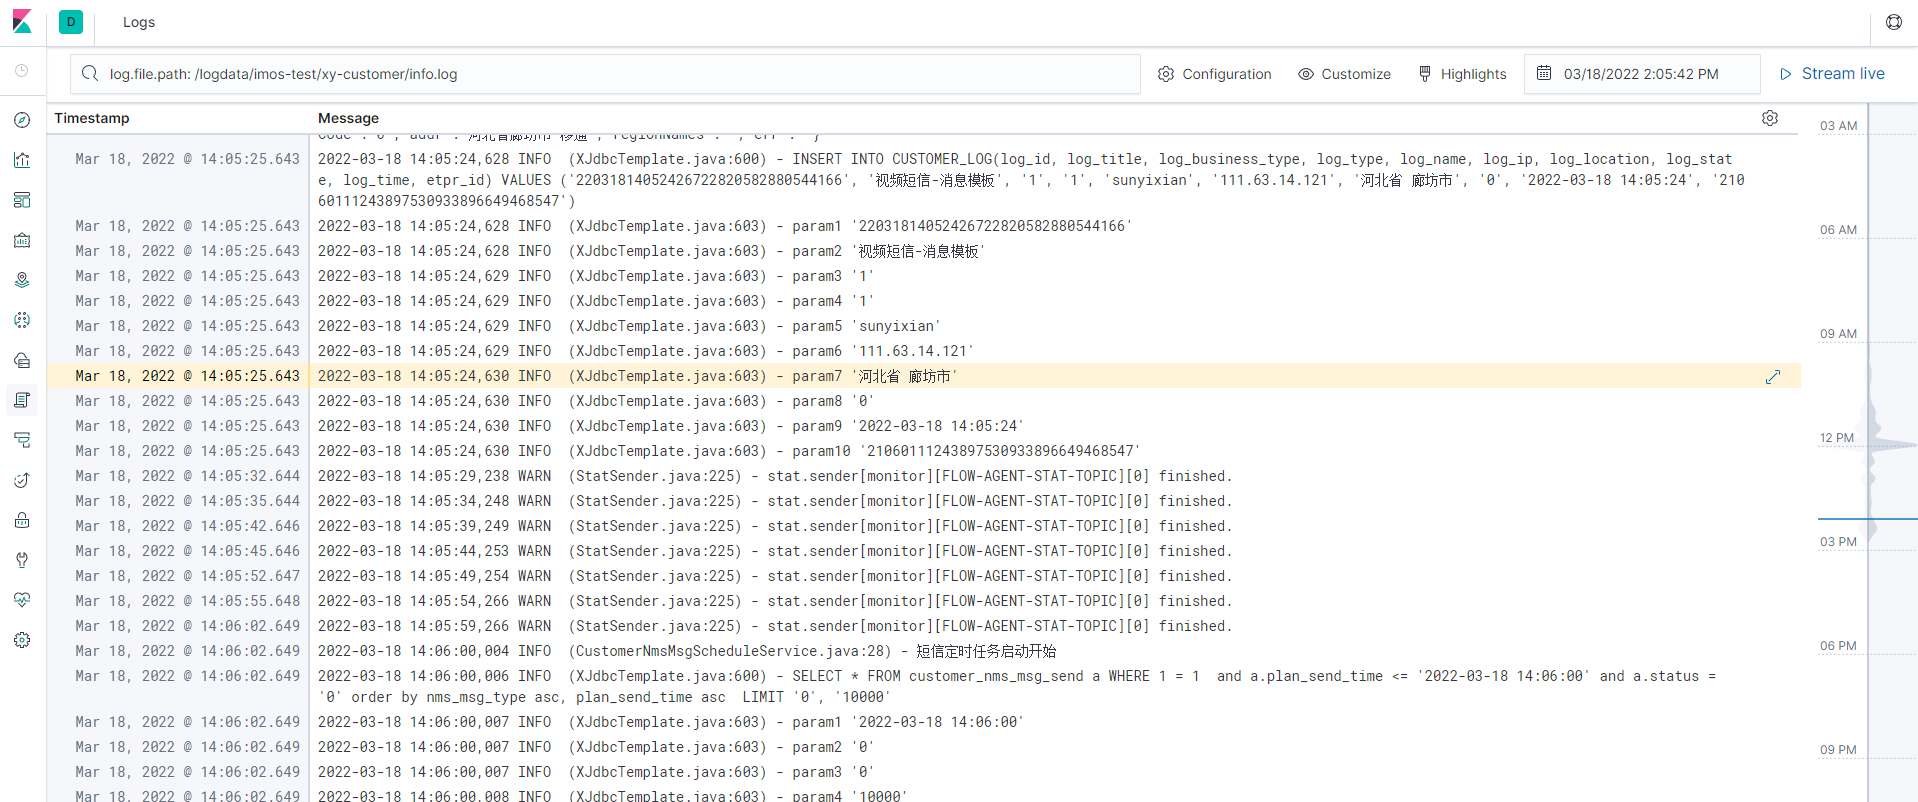 D
Logs
log.file.path: /logdata/imos-test/xy-customer/info.log
Configuration
Customize
Highlights
03/18/2022 2:05:42 PM
Stream live
Timestamp Message
Mar 18, 2022 @ 14:05:25.643 2022-03-18 14:05:24,628 INFO (XJdbcTemplate.java:600) - INSERT INTO CUSTOMER_LOG(log_id, log_title, log_business_type, log_type, log_name, log_ip, log_location, log_stat
e, log_time, etpr_id) VALUES ('22031814052426722820582880544166', '视频短信-消息模板', '1', '1', 'sunyixian', '111.63.14.121', '河北省 廊坊市', '0', '2022-03-18 14:05:24', '210
60111243897530933896649468547')
Mar 18, 2022 @ 14:05:25.643 2022-03-18 14:05:24,628 INFO (XJdbcTemplate.java:603) - param1 '22031814052426722820582880544166'
Mar 18, 2022 @ 14:05:25.643 2022-03-18 14:05:24,628 INFO (XJdbcTemplate.java:603) - param2 '视频短信-消息模板'
Mar 18, 2022 @ 14:05:25.643 2022-03-18 14:05:24,629 INFO (XJdbcTemplate.java:603) - param3 '1'
Mar 18, 2022 @ 14:05:25.643 2022-03-18 14:05:24,629 INFO (XJdbcTemplate.java:603) - param4 '1'
Mar 18, 2022 @ 14:05:25.643 2022-03-18 14:05:24,629 INFO (XJdbcTemplate.java:603) - param5 'sunyixian'
Mar 18, 2022 @ 14:05:25.643 2022-03-18 14:05:24,629 INFO (XJdbcTemplate.java:603) - param6 '111.63.14.121'
Mar 18, 2022 @ 14:05:25.643 2022-03-18 14:05:24,630 INFO (XJdbcTemplate.java:603) - param7 '河北省 廊坊市'
Mar 18, 2022 @ 14:05:25.643 2022-03-18 14:05:24,630 INFO (XJdbcTemplate.java:603) - param8 '0'
Mar 18, 2022 @ 14:05:25.643 2022-03-18 14:05:24,630 INFO (XJdbcTemplate.java:603) - param9 '2022-03-18 14:05:24'
Mar 18, 2022 @ 14:05:25.643 2022-03-18 14:05:24,630 INFO (XJdbcTemplate.java:603) - param10 '21060111243897530933896649468547'
Mar 18, 2022 @ 14:05:32.644 2022-03-18 14:05:29,238 WARN (StatSender.java:225) - stat.sender[monitor][FLOW-AGENT-STAT-TOPIC][0] finished.
Mar 18, 2022 @ 14:05:35.644 2022-03-18 14:05:34,248 WARN (StatSender.java:225) - stat.sender[monitor][FLOW-AGENT-STAT-TOPIC][0] finished.
Mar 18, 2022 @ 14:05:42.646 2022-03-18 14:05:39,249 WARN (StatSender.java:225) - stat.sender[monitor][FLOW-AGENT-STAT-TOPIC][0] finished.
Mar 18, 2022 @ 14:05:45.646 2022-03-18 14:05:44,253 WARN (StatSender.java:225) - stat.sender[monitor][FLOW-AGENT-STAT-TOPIC][0] finished.
Mar 18, 2022 @ 14:05:52.647 2022-03-18 14:05:49,254 WARN (StatSender.java:225) - stat.sender[monitor][FLOW-AGENT-STAT-TOPIC][0] finished.
Mar 18, 2022 @ 14:05:55.648 2022-03-18 14:05:54,266 WARN (StatSender.java:225) - stat.sender[monitor][FLOW-AGENT-STAT-TOPIC][0] finished.
Mar 18, 2022 @ 14:06:02.649 2022-03-18 14:05:59,266 WARN (StatSender.java:225) - stat.sender[monitor][FLOW-AGENT-STAT-TOPIC][0] finished.
Mar 18, 2022 @ 14:06:02.649 2022-03-18 14:06:00,004 INFO (CustomerNmsMsgScheduleService.java:28) - 短信定时任务启动开始
Mar 18, 2022 @ 14:06:02.649 2022-03-18 14:06:00,006 INFO (XJdbcTemplate.java:600) - SELECT * FROM customer_nms_msg_send a WHERE 1 = 1 and a.plan_send_time <= '2022-03-18 14:06:00' and a.status =
'0' order by nms_msg_type asc, plan_send_time asc LIMIT '0', '10000'
Mar 18, 2022 @ 14:06:02.649 2022-03-18 14:06:00,007 INFO (XJdbcTemplate.java:603) - param1 '2022-03-18 14:06:00'
Mar 18, 2022 @ 14:06:02.649 2022-03-18 14:06:00,007 INFO (XJdbcTemplate.java:603) - param2 '0'
Mar 18, 2022 @ 14:06:02.649 2022-03-18 14:06:00,007 INFO (XJdbcTemplate.java:603) - param3 '0'
Mar 18, 2022 @ 14:06:02.649 2022-03-18 14:06:00,008 INFO (XJdbcTemplate.java:603) - param4 '10000'
03 AM
06 AM
09 AM
12 PM
03 PM
06 PM
09 PM